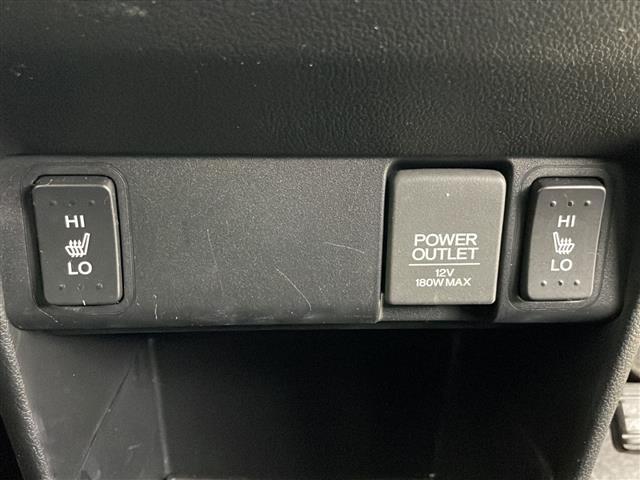 HI
LO
POWER
OUTLET
12V
180W MAX
HI
LO